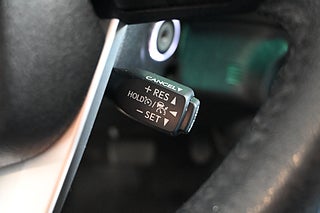 CANCEL
+ RES
HOLD /
− SET